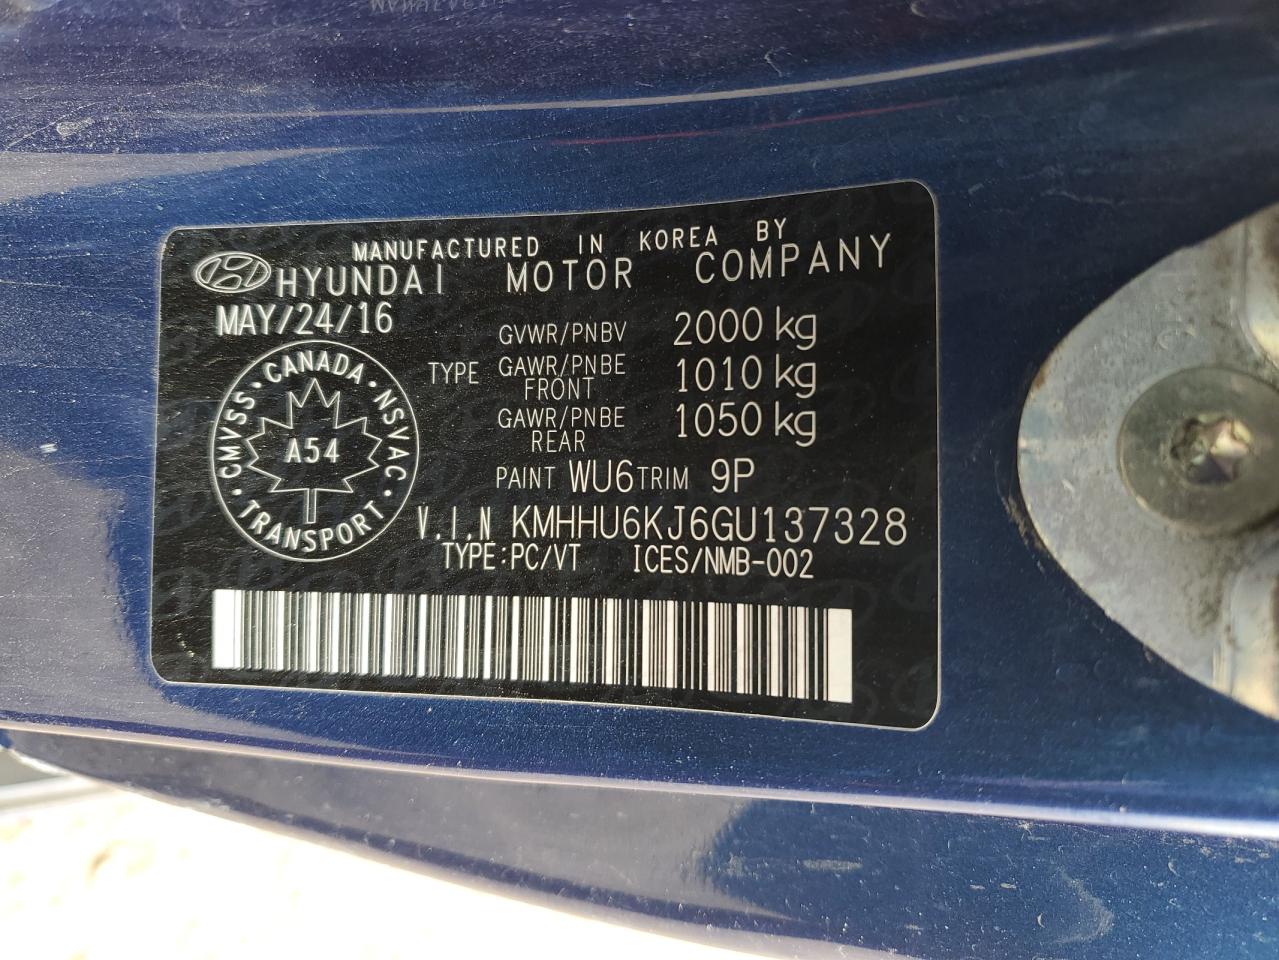 MANUFACTURED IN KOREA BY
HYUNDAI MOTOR COMPANY
MAY/24/16
GVWR/PNBV 2000 kg
TYPE GAWR/PNBE FRONT 1010 kg
GAWR/PNBE REAR 1050 kg
PAINT WU6 TRIM 9P
V.I.N KMHHU6KJ6GU137328
TYPE:PC/VT ICES/NMB-002
CANADA
CMVSS · NSVAC
A54
TRANSPORT